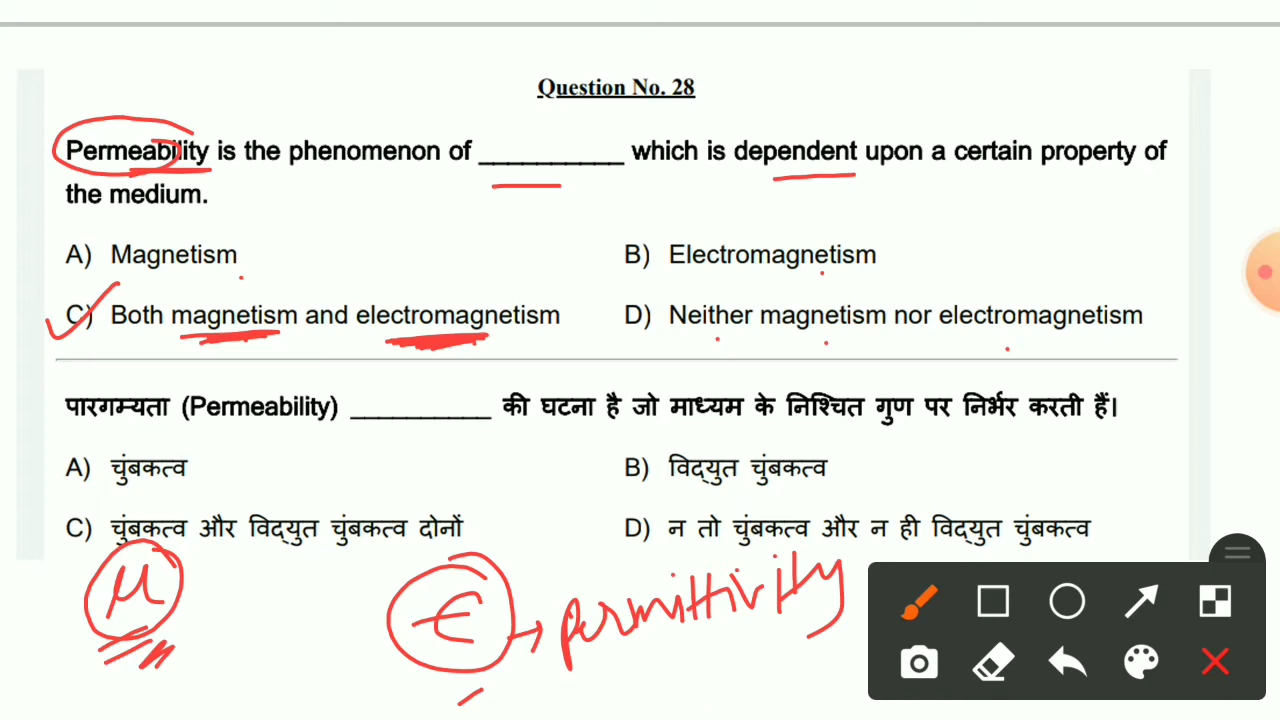 Question No. 28
Permeability is the phenomenon of __________ which is dependent upon a certain property of
the medium.
A) Magnetism B) Electromagnetism
C) Both magnetism and electromagnetism D) Neither magnetism nor electromagnetism
पारगम्यता (Permeability) __________ की घटना है जो माध्यम के निश्चित गुण पर निर्भर करती हैं।
A) चुंबकत्व B) विद्युत चुंबकत्व
C) चुंबकत्व और विद्युत चुंबकत्व दोनों D) न तो चुंबकत्व और न ही विद्युत चुंबकत्व
μ ϵ → permittivity